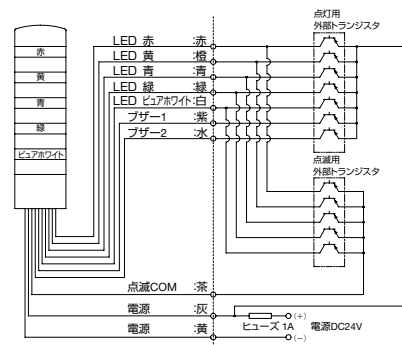 点灯用
外部トランジスタ
赤
黄
青
緑
ピュアホワイト
LED 赤 :赤
LED 黄 :橙
LED 青 :青
LED 緑 :緑
LED ピュアホワイト:白
ブザー1 :紫
ブザー2 :水
点滅用
外部トランジスタ
点滅COM :茶
電源 :灰
電源 :黄
ヒューズ 1A
(+)
(−)
電源DC24V